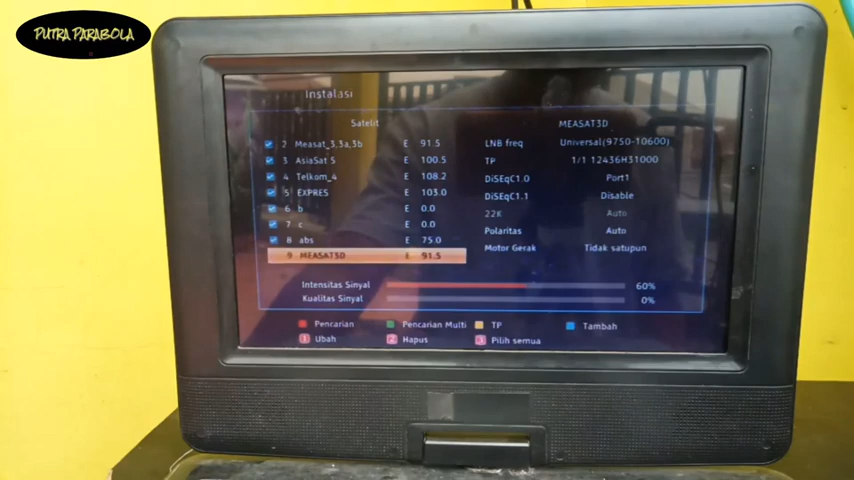 PUTRA PARABOLA
Instalasi
Satelit MEASAT3D
2 Measat_3,3a,3b E 91.5 LNB freq Universal(9750-10600)
3 AsiaSat 5 E 100.5 TP 1/1 12436H31000
4 Telkom_4 E 108.2 DiSEqC1.0 Port1
5 EXPRES E 103.0 DiSEqC1.1 Disable
6 b E 0.0 22K Auto
7 c E 0.0 Polaritas Auto
8 abs E 75.0 Motor Gerak Tidak satupun
9 MEASAT3D E 91.5
Intensitas Sinyal 60%
Kualitas Sinyal 0%
Pencarian Pencarian Multi TP Tambah
1 Ubah 2 Hapus 3 Pilih semua